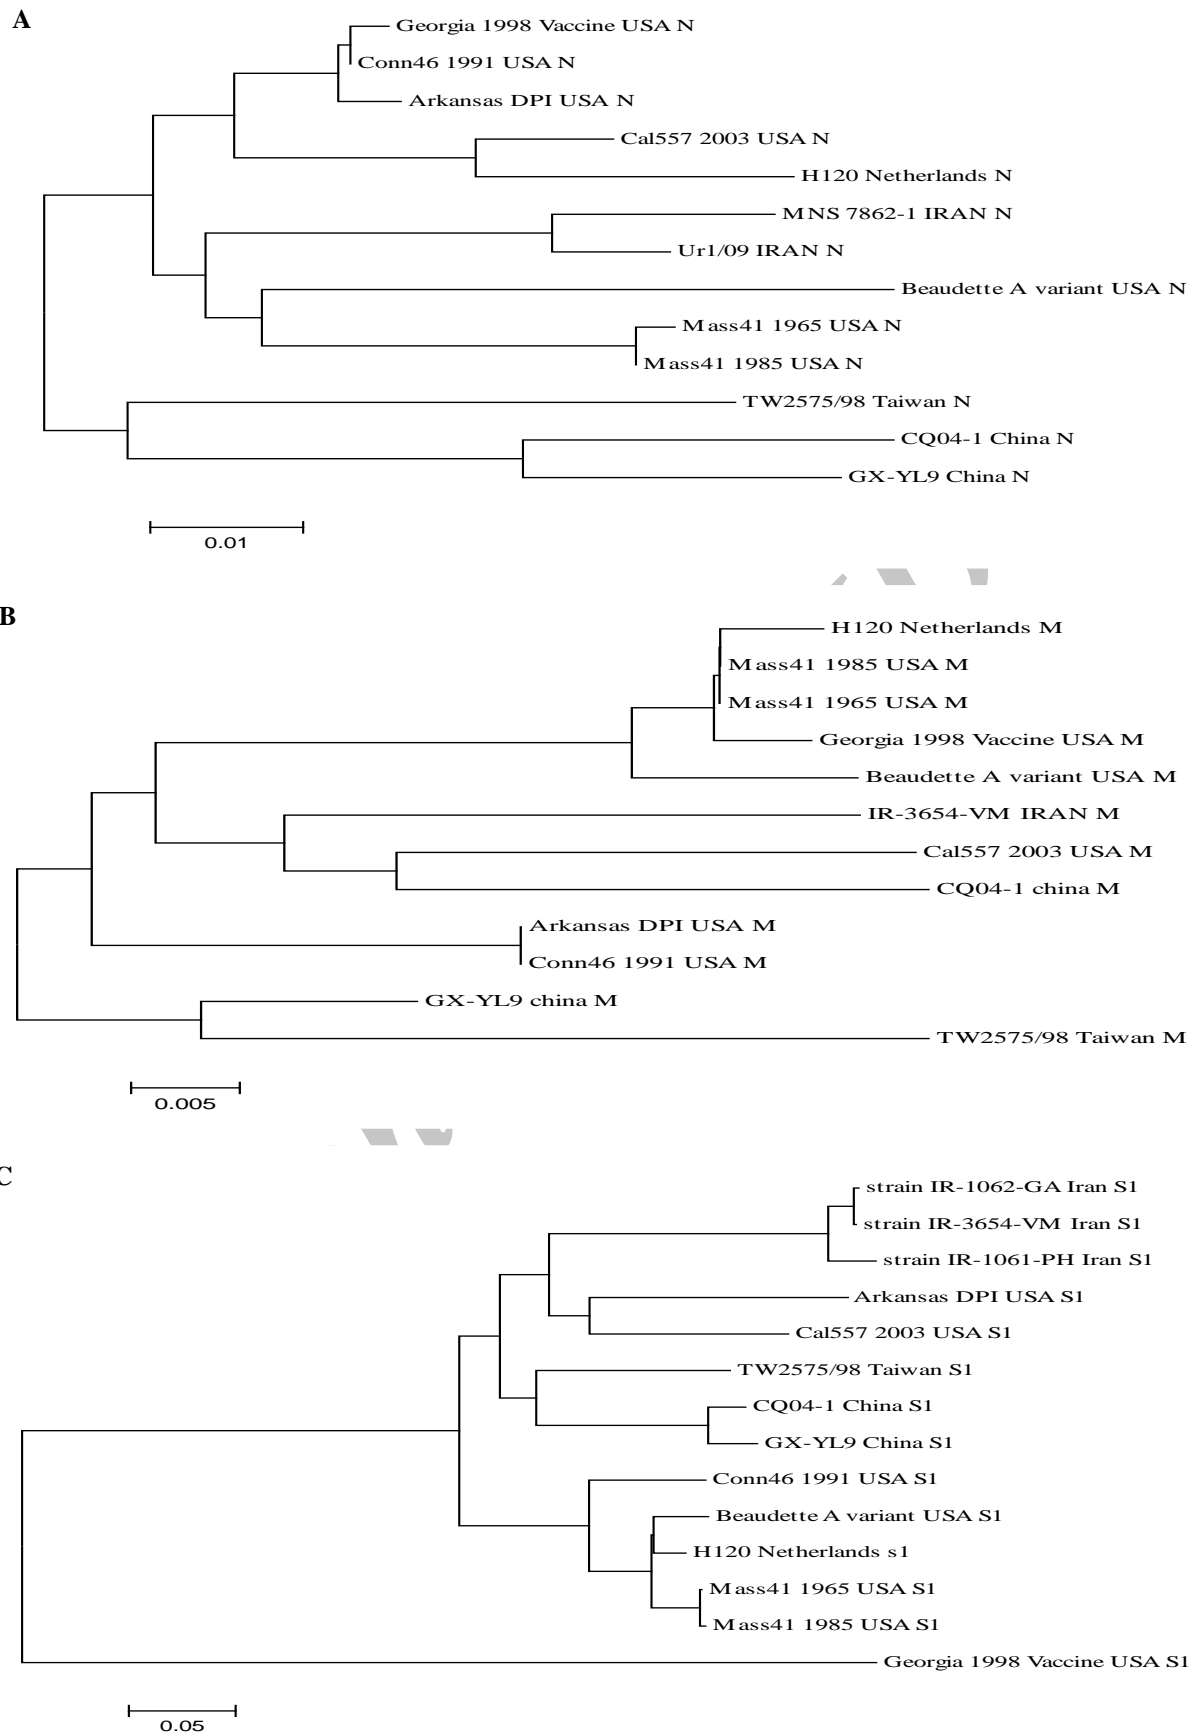 A
Georgia 1998 Vaccine USA N
Conn46 1991 USA N
Arkansas DPI USA N
Cal557 2003 USA N
H120 Netherlands N
MNS 7862-1 IRAN N
Ur1/09 IRAN N
Beaudette A variant USA N
Mass41 1965 USA N
Mass41 1985 USA N
TW2575/98 Taiwan N
CQ04-1 China N
GX-YL9 China N
0.01
B
H120 Netherlands M
Mass41 1985 USA M
Mass41 1965 USA M
Georgia 1998 Vaccine USA M
Beaudette A variant USA M
IR-3654-VM IRAN M
Cal557 2003 USA M
CQ04-1 china M
Arkansas DPI USA M
Conn46 1991 USA M
GX-YL9 china M
TW2575/98 Taiwan M
0.005
C
strain IR-1062-GA Iran S1
strain IR-3654-VM Iran S1
strain IR-1061-PH Iran S1
Arkansas DPI USA S1
Cal557 2003 USA S1
TW2575/98 Taiwan S1
CQ04-1 China S1
GX-YL9 China S1
Conn46 1991 USA S1
Beaudette A variant USA S1
H120 Netherlands s1
Mass41 1965 USA S1
Mass41 1985 USA S1
Georgia 1998 Vaccine USA S1
0.05